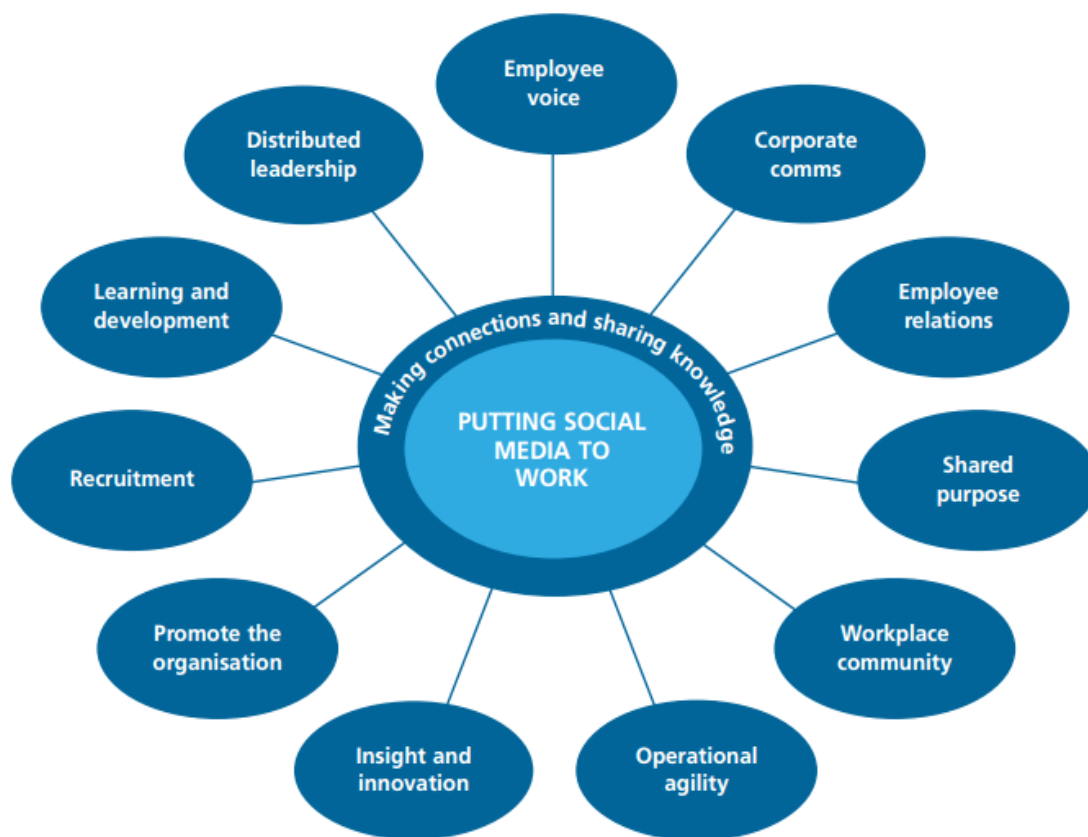 Employee
voice
Distributed
leadership
Corporate
comms
Learning and
development
Employee
relations
Making connections and sharing knowledge
PUTTING SOCIAL
MEDIA TO
WORK
Recruitment
Shared
purpose
Promote the
organisation
Workplace
community
Insight and
innovation
Operational
agility